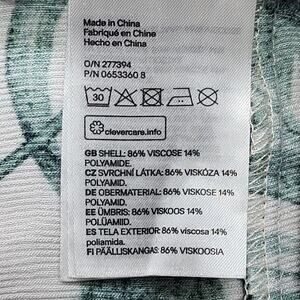 Made in China
Fabriqué en Chine
Hecho en China
O/N 277394
P/N 0653360 8
30
clevercare.info
GB SHELL: 86% VISCOSE 14%
POLYAMIDE.
CZ SVRCHNÍ LÁTKA: 86% VISKÓZA 14%
POLYAMID.
DE OBERMATERIAL: 86% VISKOSE 14%
POLYAMID.
EE ÜMBRIS: 86% VISKOOS 14%
POLÜAMIID.
ES TELA EXTERIOR: 86% viscosa 14%
poliamida.
FI PÄÄLLISKANGAS: 86% VISKOOSIA